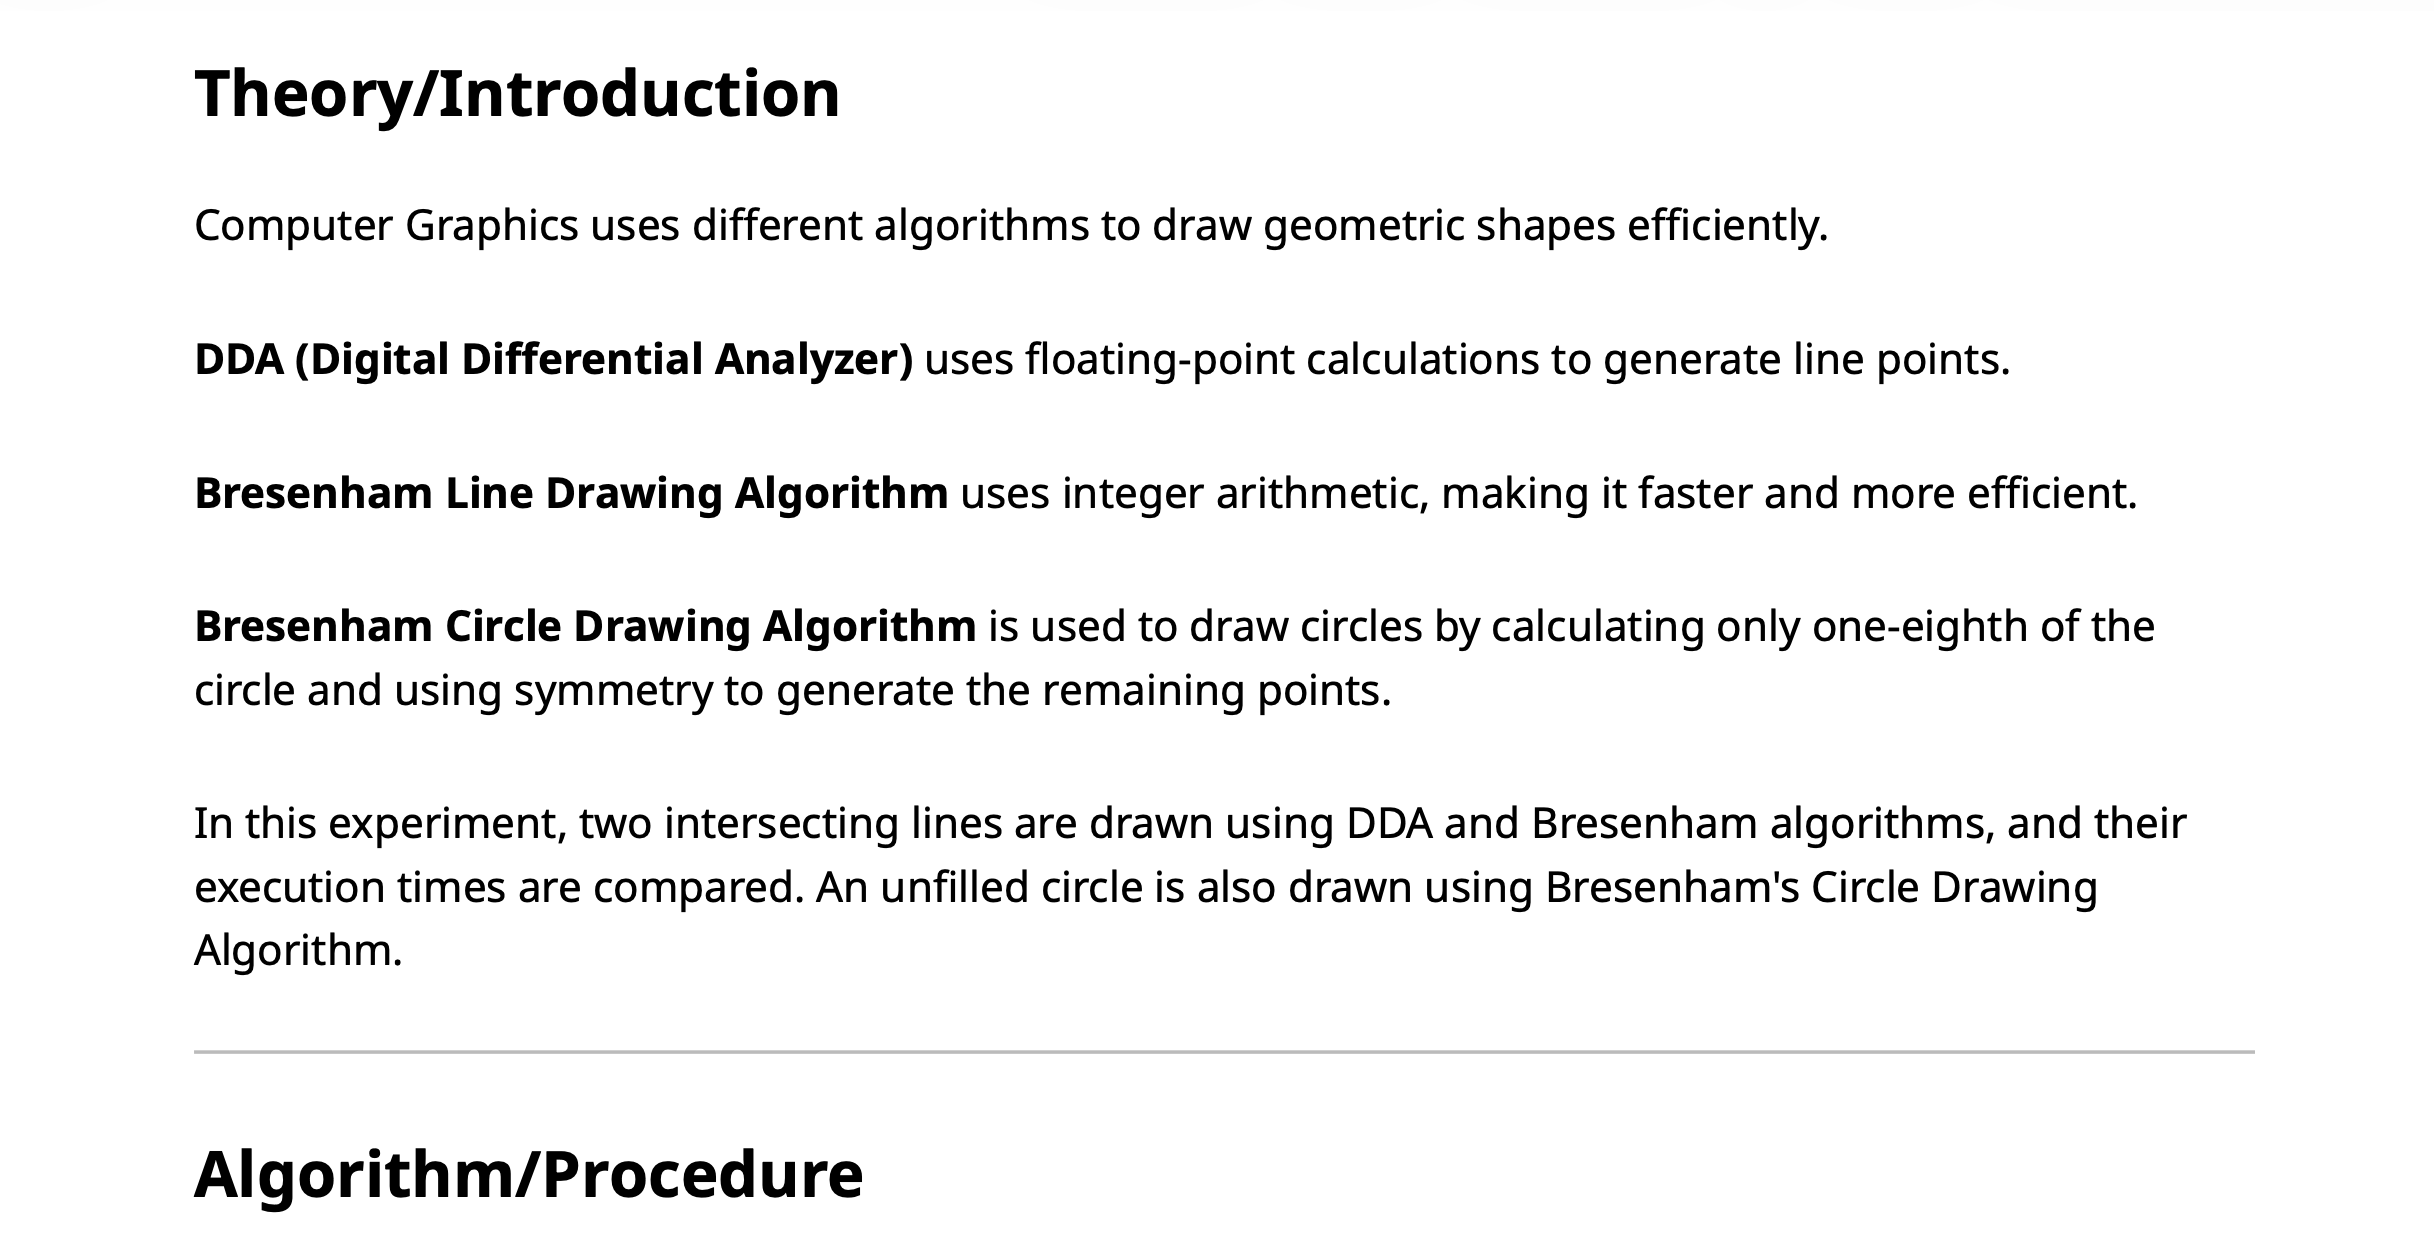 Theory/Introduction
Computer Graphics uses different algorithms to draw geometric shapes efficiently.
DDA (Digital Differential Analyzer) uses floating-point calculations to generate line points.
Bresenham Line Drawing Algorithm uses integer arithmetic, making it faster and more efficient.
Bresenham Circle Drawing Algorithm is used to draw circles by calculating only one-eighth of the
circle and using symmetry to generate the remaining points.
In this experiment, two intersecting lines are drawn using DDA and Bresenham algorithms, and their
execution times are compared. An unfilled circle is also drawn using Bresenham's Circle Drawing
Algorithm.
Algorithm/Procedure